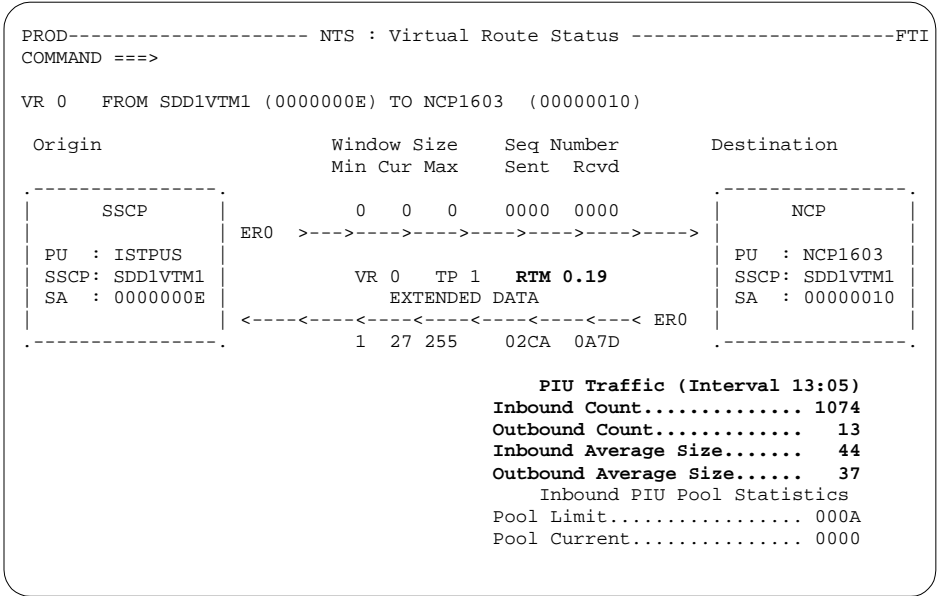 PROD--------------------- NTS : Virtual Route Status -----------------------FTI
COMMAND ===>
VR 0   FROM SDD1VTM1 (0000000E) TO NCP1603  (00000010)
Origin                    Window Size    Seq Number        Destination
Min Cur Max    Sent  Rcvd
.----------------.                                           .----------------.
|      SSCP      |           0   0   0    0000  0000         |      NCP       |
|                | ER0  >--->---->---->---->---->---->---->  |                |
| PU   : ISTPUS  |                                           | PU   : NCP1603 |
| SSCP: SDD1VTM1 |           VR 0   TP 1   RTM 0.19          | SSCP: SDD1VTM1 |
| SA   : 0000000E |              EXTENDED DATA               | SA   : 00000010 |
|                | <----<----<----<----<----<----<---< ER0   |                |
.----------------.           1  27 255    02CA  0A7D         .----------------.
PIU Traffic (Interval 13:05)
Inbound Count.............. 1074
Outbound Count.............   13
Inbound Average Size.......   44
Outbound Average Size......   37
Inbound PIU Pool Statistics
Pool Limit................. 000A
Pool Current............... 0000